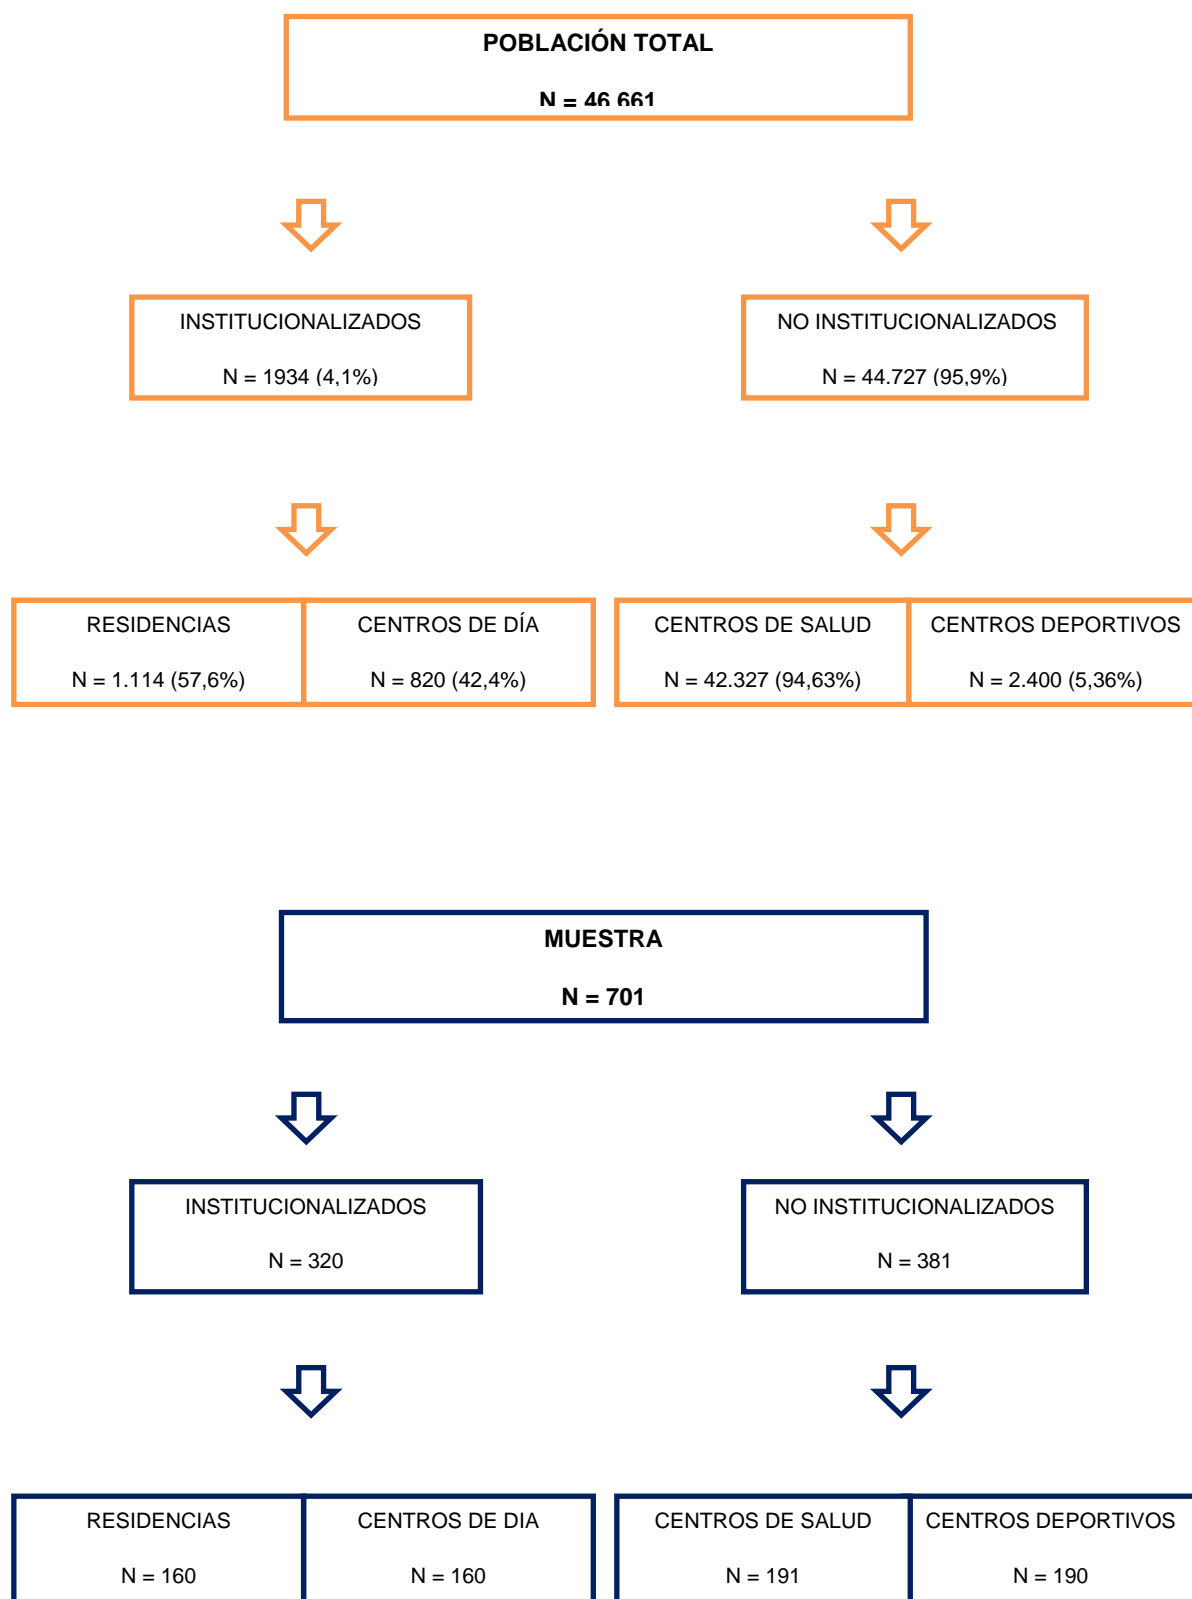 POBLACIÓN TOTAL
N = 46.661
INSTITUCIONALIZADOS
N = 1934 (4,1%)
NO INSTITUCIONALIZADOS
N = 44.727 (95,9%)
RESIDENCIAS
N = 1.114 (57,6%)
CENTROS DE DÍA
N = 820 (42,4%)
CENTROS DE SALUD
N = 42.327 (94,63%)
CENTROS DEPORTIVOS
N = 2.400 (5,36%)
MUESTRA
N = 701
INSTITUCIONALIZADOS
N = 320
NO INSTITUCIONALIZADOS
N = 381
RESIDENCIAS
N = 160
CENTROS DE DIA
N = 160
CENTROS DE SALUD
N = 191
CENTROS DEPORTIVOS
N = 190